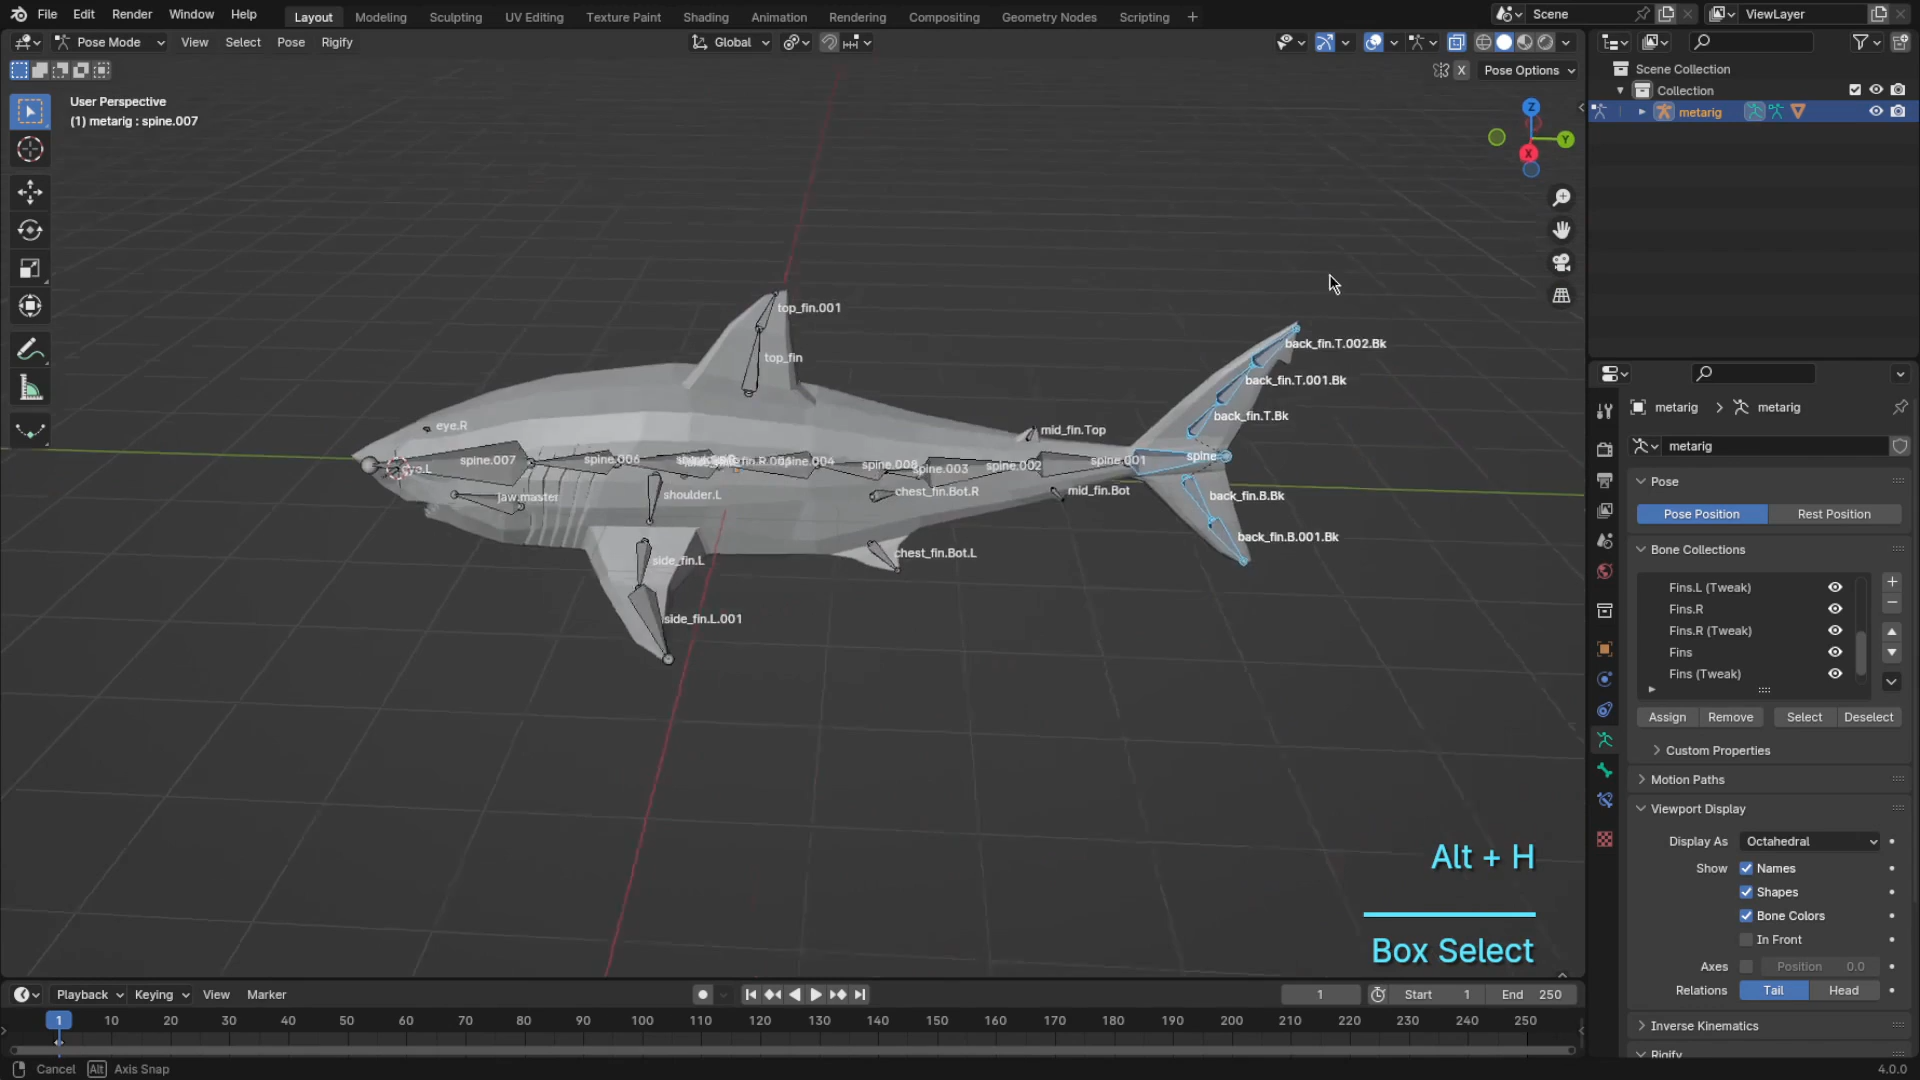 File Edit Render Window Help Layout Modeling Sculpting UV Editing Texture Paint Shading Animation Rendering Compositing Geometry Nodes Scripting + Scene ViewLayer
Pose Mode View Select Pose Rigify Global
X Pose Options
User Perspective
(1) metarig : spine.007
Z
Y
X
top_fin.001
top_fin
back_fin.T.002.Bk
back_fin.T.001.Bk
back_fin.T.Bk
eye.R
mid_fin.Top
spine.007
spine.006
spine.004
spine.008
spine.003
spine.002
spine.001
spine
jaw.master
shoulder.L
chest_fin.Bot.R
mid_fin.Bot
back_fin.B.Bk
back_fin.B.001.Bk
chest_fin.Bot.L
side_fin.L
side_fin.L.001
Alt + H
Box Select
Scene Collection
Collection
metarig
metarig > metarig
metarig
Pose
Pose Position Rest Position
Bone Collections
Fins.L (Tweak)
Fins.R
Fins.R (Tweak)
Fins
Fins (Tweak)
Assign Remove Select Deselect
Custom Properties
Motion Paths
Viewport Display
Display As Octahedral
Show Names
Shapes
Bone Colors
In Front
Axes Position 0.0
Relations Tail Head
Inverse Kinematics
Rigify
Playback Keying View Marker 1 Start 1 End 250
1 10 20 30 40 50 60 70 80 90 100 110 120 130 140 150 160 170 180 190 200 210 220 230 240 250
Cancel Alt Axis Snap 4.0.0